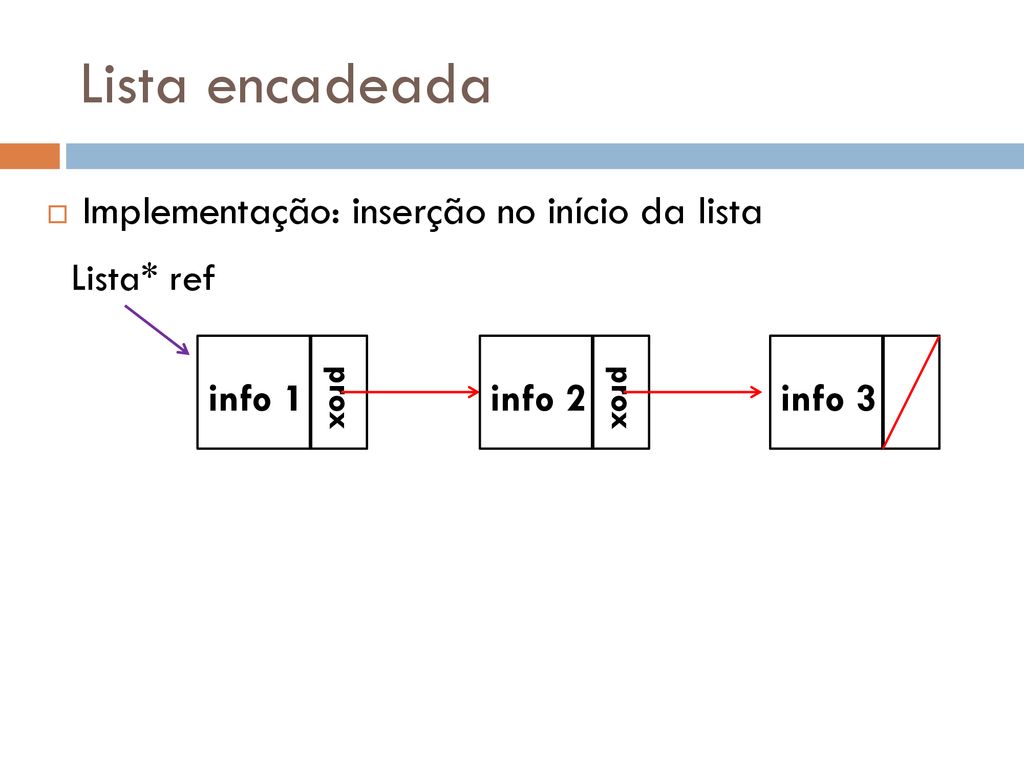 Lista encadeada
Implementação: inserção no início da lista
Lista* ref
info 1
prox
info 2
prox
info 3